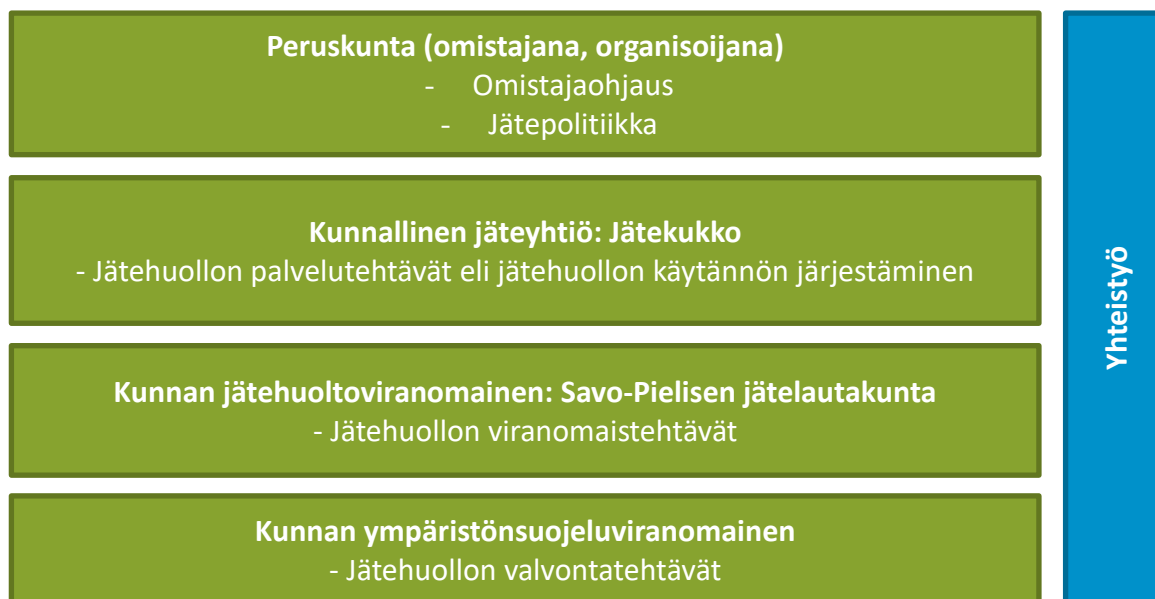 Peruskunta (omistajana, organisoijana)
- Omistajaohjaus
- Jätepolitiikka
Kunnallinen jäteyhtiö: Jätekukko
- Jätehuollon palvelutehtävät eli jätehuollon käytännön järjestäminen
Kunnan jätehuoltoviranomainen: Savo-Pielisen jätelautakunta
- Jätehuollon viranomaistehtävät
Kunnan ympäristönsuojeluviranomainen
- Jätehuollon valvontatehtävät
Yhteistyö